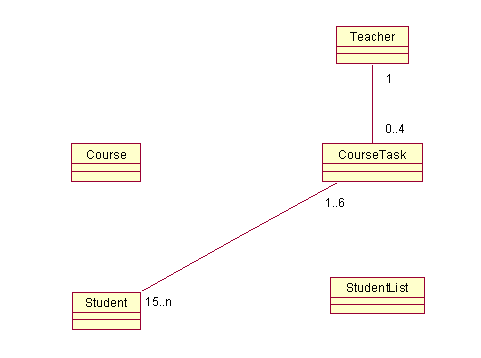 Teacher
1
0..4
Course
CourseTask
1..6
StudentList
Student
15..n